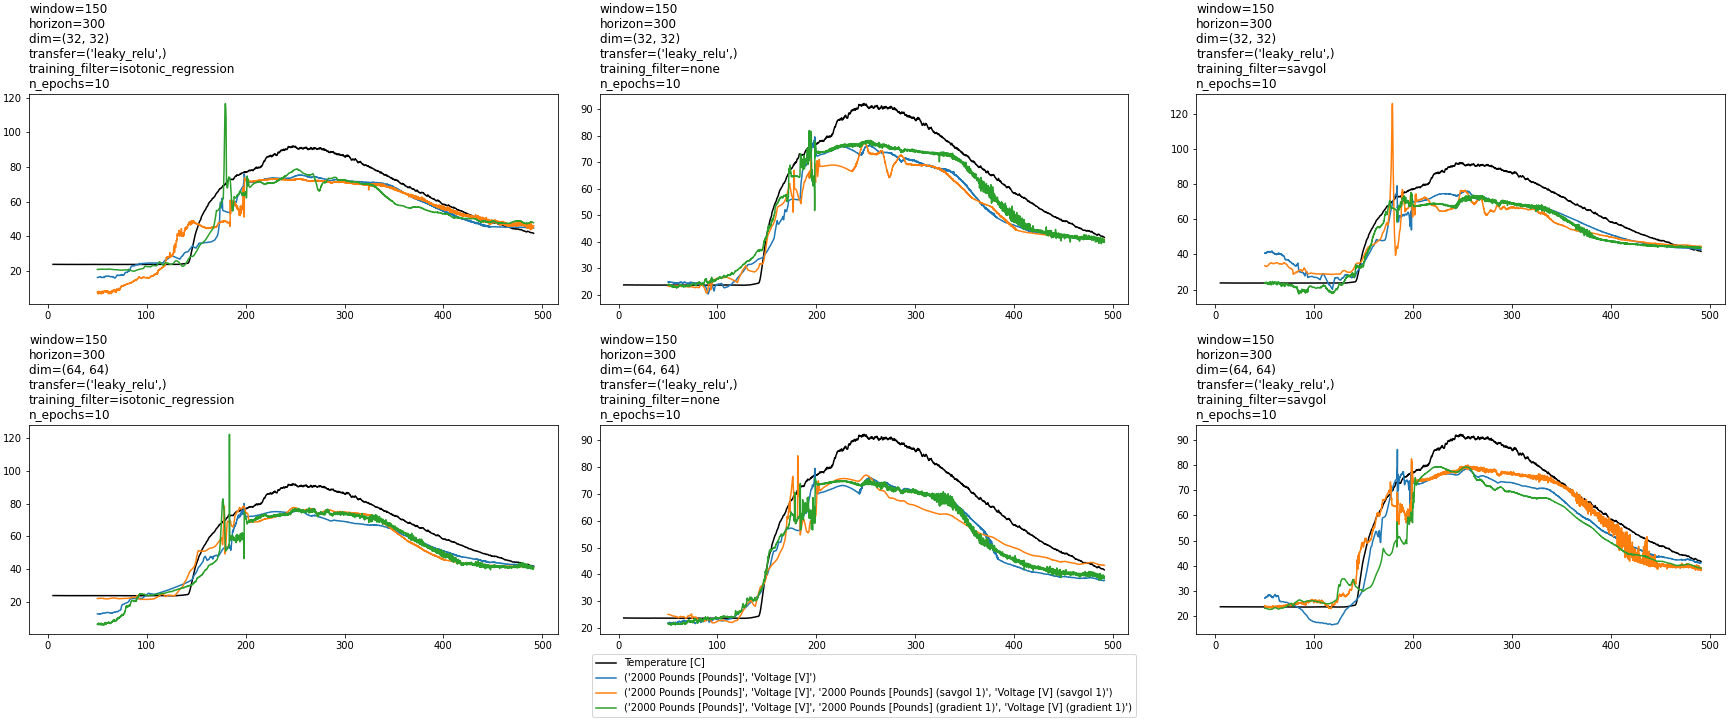 window=150
horizon=300
dim=(32, 32)
transfer=('leaky_relu',)
training_filter=isotonic_regression
n_epochs=10
120
100
80
60
40
20
0
100
200
300
400
500
window=150
horizon=300
dim=(32, 32)
transfer=('leaky_relu',)
training_filter=none
n_epochs=10
90
80
70
60
50
40
30
20
0
100
200
300
400
500
window=150
horizon=300
dim=(32, 32)
transfer=('leaky_relu',)
training_filter=savgol
n_epochs=10
120
100
80
60
40
20
0
100
200
300
400
500
window=150
horizon=300
dim=(64, 64)
transfer=('leaky_relu',)
training_filter=isotonic_regression
n_epochs=10
120
100
80
60
40
20
0
100
200
300
400
500
window=150
horizon=300
dim=(64, 64)
transfer=('leaky_relu',)
training_filter=none
n_epochs=10
90
80
70
60
50
40
30
20
0
100
200
300
400
500
window=150
horizon=300
dim=(64, 64)
transfer=('leaky_relu',)
training_filter=savgol
n_epochs=10
90
80
70
60
50
40
30
20
0
100
200
300
400
500
Temperature [C]
('2000 Pounds [Pounds]', 'Voltage [V]')
('2000 Pounds [Pounds]', 'Voltage [V]', '2000 Pounds [Pounds] (savgol 1)', 'Voltage [V] (savgol 1)')
('2000 Pounds [Pounds]', 'Voltage [V]', '2000 Pounds [Pounds] (gradient 1)', 'Voltage [V] (gradient 1)')